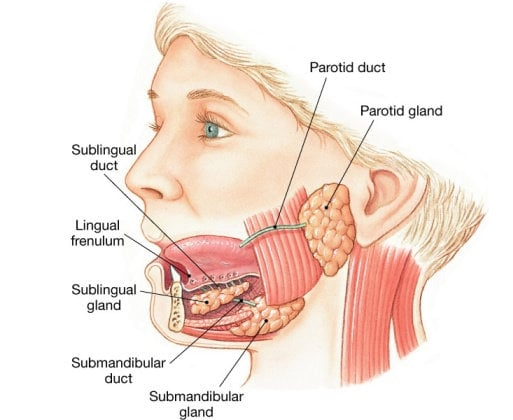 Parotid duct
Parotid gland
Sublingual
duct
Lingual
frenulum
Sublingual
gland
Submandibular
duct
Submandibular
gland